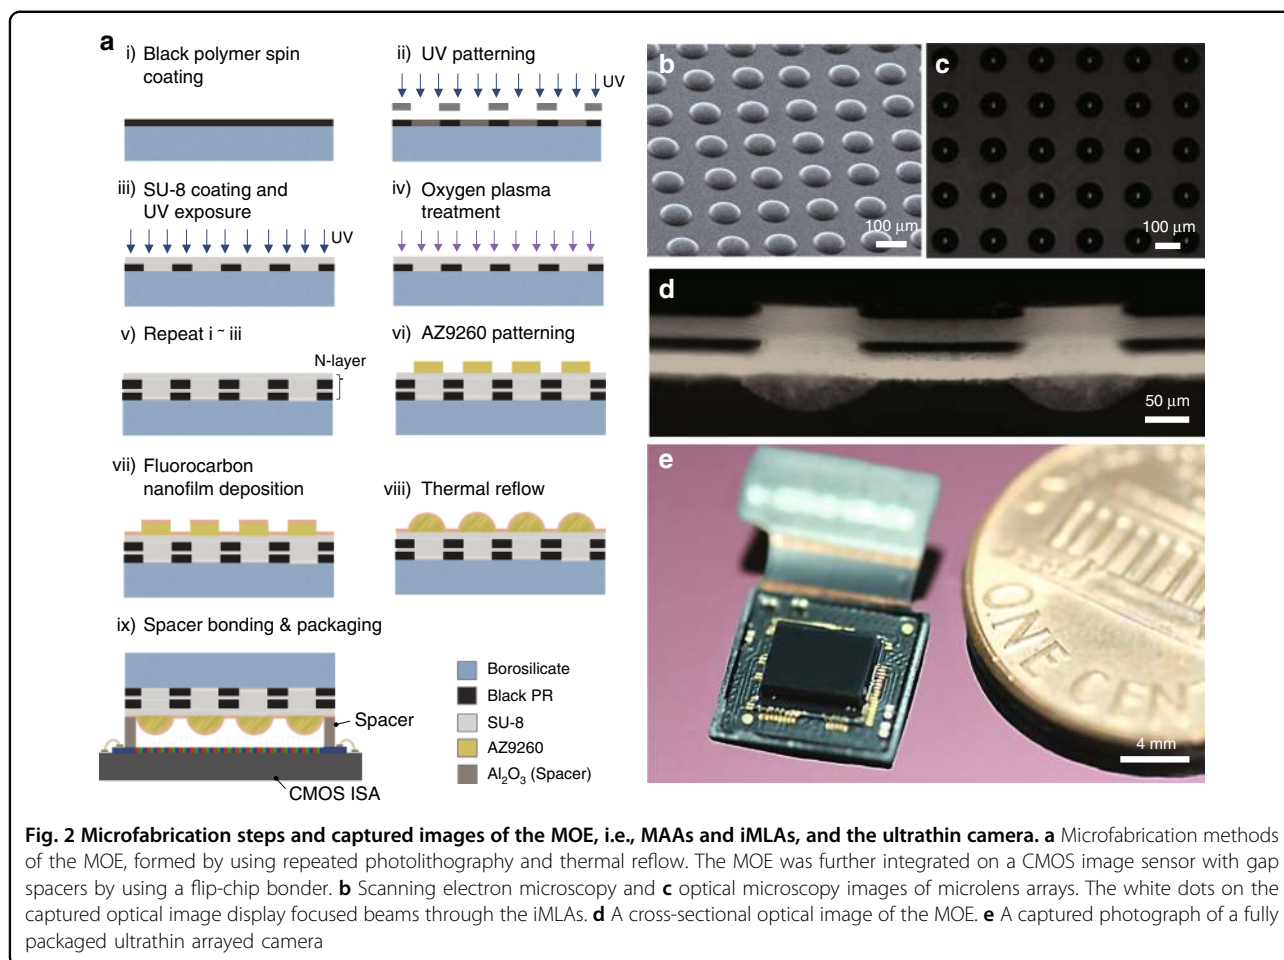 a
i) Black polymer spin
coating
ii) UV patterning
UV
iii) SU-8 coating and
UV exposure
UV
iv) Oxygen plasma
treatment
v) Repeat i ~ iii
N-layer
vi) AZ9260 patterning
vii) Fluorocarbon
nanofilm deposition
viii) Thermal reflow
ix) Spacer bonding & packaging
Spacer
CMOS ISA
Borosilicate
Black PR
SU-8
AZ9260
Al₂O₃ (Spacer)
b
100 μm
c
100 μm
d
50 μm
e
ONE CEN
4 mm
Fig. 2 Microfabrication steps and captured images of the MOE, i.e., MAAs and iMLAs, and the ultrathin camera. a Microfabrication methods
of the MOE, formed by using repeated photolithography and thermal reflow. The MOE was further integrated on a CMOS image sensor with gap
spacers by using a flip-chip bonder. b Scanning electron microscopy and c optical microscopy images of microlens arrays. The white dots on the
captured optical image display focused beams through the iMLAs. d A cross-sectional optical image of the MOE. e A captured photograph of a fully
packaged ultrathin arrayed camera